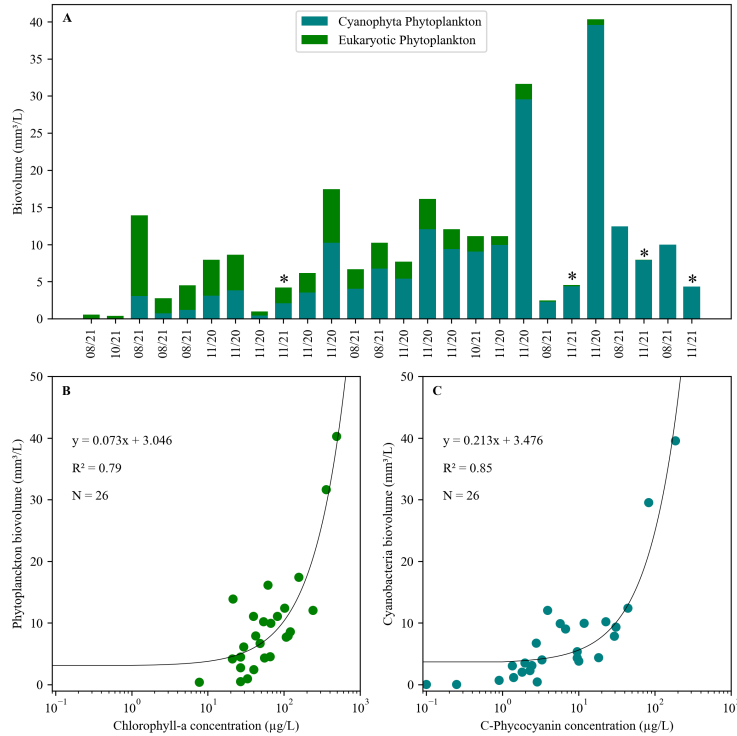 A
Cyanophyta Phytoplankton
Eukaryotic Phytoplankton
Biovolume (mm³/L)
40
35
30
25
20
15
10
5
0
* * * *
08/21 10/21 08/21 08/21 08/21 11/20 11/20 11/20 11/21 11/20 11/20 08/21 08/21 11/20 11/20 11/20 11/20 11/20 11/20 08/21 11/21 11/20 08/21 11/21 08/21 11/21
B
y = 0.073x + 3.046
R² = 0.79
N = 26
Phytoplanckton biovolume (mm³/L)
50
40
30
20
10
0
10⁻¹ 10⁰ 10¹ 10² 10³
Chlorophyll-a concentration (µg/L)
C
y = 0.213x + 3.476
R² = 0.85
N = 26
Cyanobacteria biovolume (mm³/L)
50
40
30
20
10
0
10⁻¹ 10⁰ 10¹ 10² 10³
C-Phycocyanin concentration (µg/L)